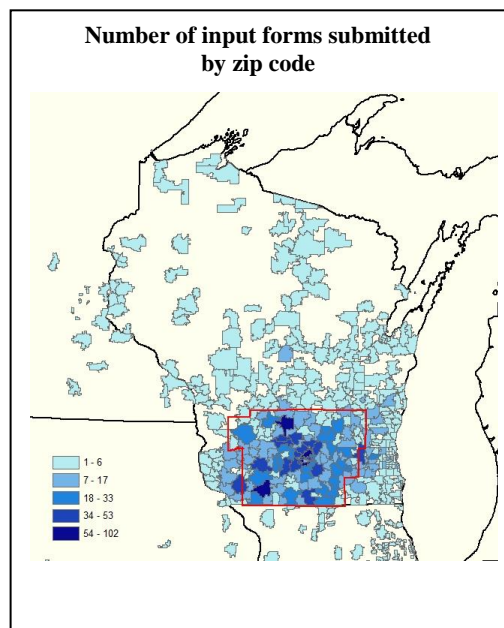 Number of input forms submitted
by zip code
1 - 6
7 - 17
18 - 33
34 - 53
54 - 102